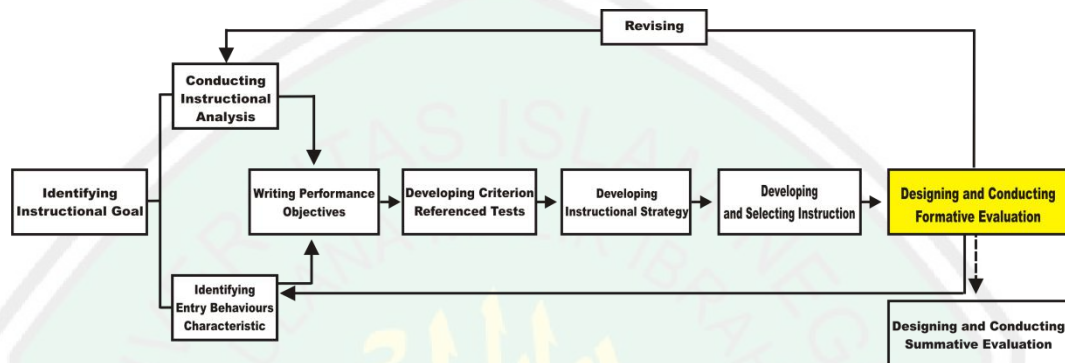 Revising
Conducting
Instructional
Analysis
Identifying
Instructional Goal
Writing Performance
Objectives
Developing Criterion
Referenced Tests
Developing
Instructional Strategy
Developing
and Selecting Instruction
Designing and Conducting
Formative Evaluation
Identifying
Entry Behaviours
Characteristic
Designing and Conducting
Summative Evaluation